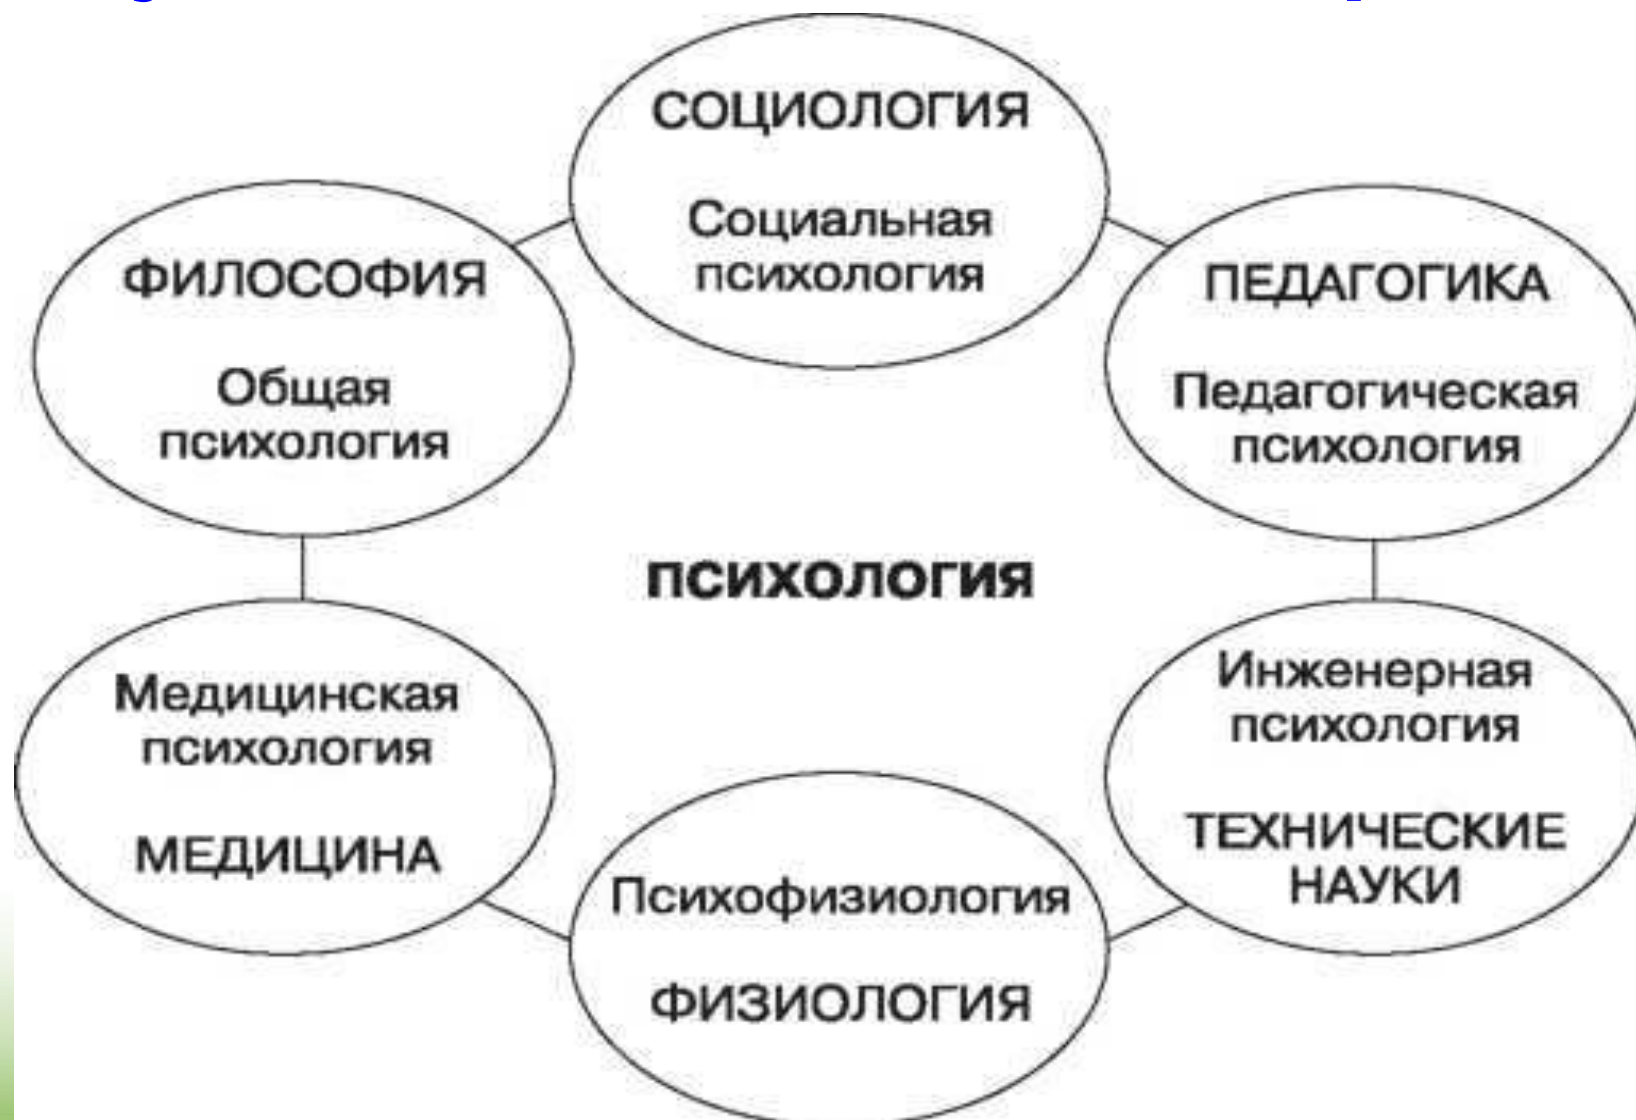 СОЦИОЛОГИЯ
Социальная
психология
ФИЛОСОФИЯ
Общая
психология
ПЕДАГОГИКА
Педагогическая
психология
ПСИХОЛОГИЯ
Медицинская
психология
МЕДИЦИНА
Инженерная
психология
ТЕХНИЧЕСКИЕ
НАУКИ
Психофизиология
ФИЗИОЛОГИЯ